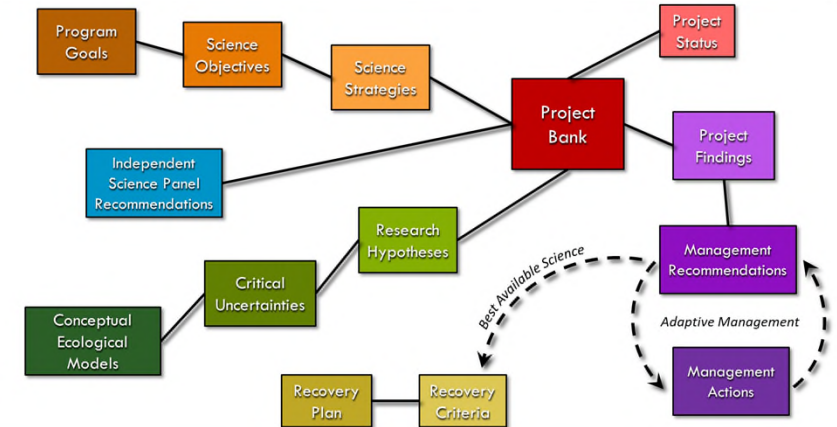 Program
Goals
Science
Objectives
Science
Strategies
Project
Status
Project
Bank
Project
Findings
Independent
Science Panel
Recommendations
Research
Hypotheses
Critical
Uncertainties
Conceptual
Ecological
Models
Management
Recommendations
Best Available Science
Adaptive Management
Management
Actions
Recovery
Plan
Recovery
Criteria